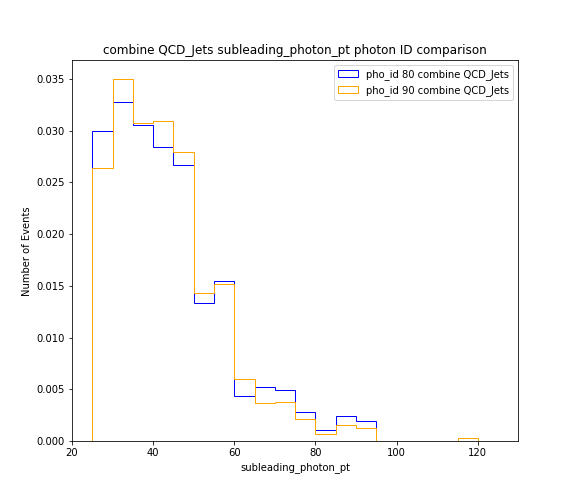 combine QCD_Jets subleading_photon_pt photon ID comparison
pho_id 80 combine QCD_Jets
pho_id 90 combine QCD_Jets
Number of Events
0.035
0.030
0.025
0.020
0.015
0.010
0.005
0.000
20 40 60 80 100 120
subleading_photon_pt